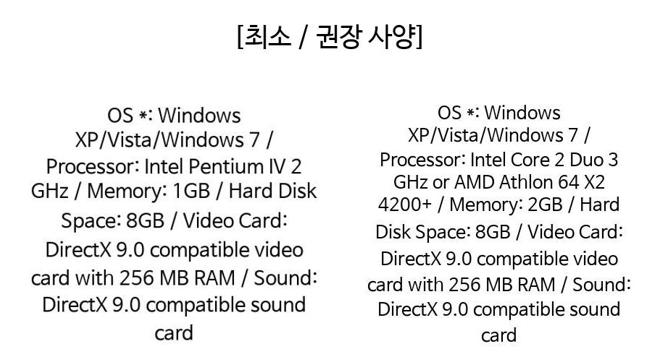 [최소 / 권장 사양]
OS *: Windows
XP/Vista/Windows 7 /
Processor: Intel Pentium IV 2
GHz / Memory: 1GB / Hard Disk
Space: 8GB / Video Card:
DirectX 9.0 compatible video
card with 256 MB RAM / Sound:
DirectX 9.0 compatible sound
card
OS *: Windows
XP/Vista/Windows 7 /
Processor: Intel Core 2 Duo 3
GHz or AMD Athlon 64 X2
4200+ / Memory: 2GB / Hard
Disk Space: 8GB / Video Card:
DirectX 9.0 compatible video
card with 256 MB RAM / Sound:
DirectX 9.0 compatible sound
card